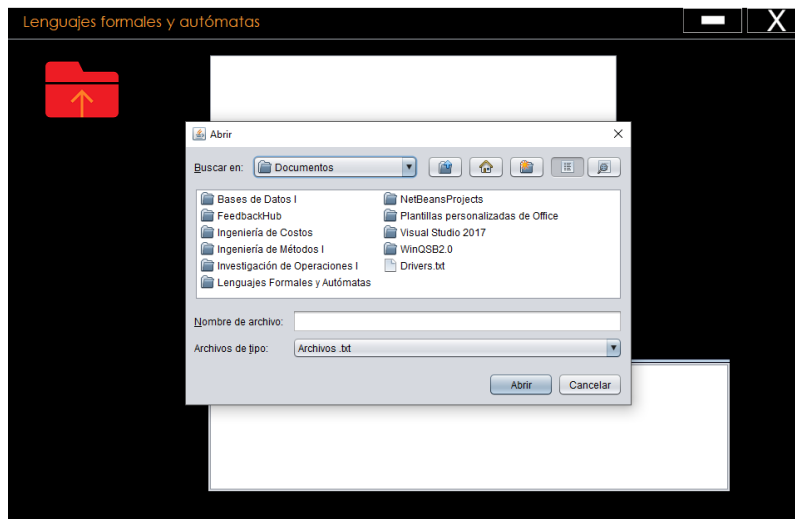 Lenguajes formales y autómatas
X
Abrir
Buscar en: Documentos
Bases de Datos I
FeedbackHub
Ingeniería de Costos
Ingeniería de Métodos I
Investigación de Operaciones I
Lenguajes Formales y Autómatas
NetBeansProjects
Plantillas personalizadas de Office
Visual Studio 2017
WinQSB2.0
Drivers.txt
Nombre de archivo:
Archivos de tipo: Archivos .txt
Abrir Cancelar